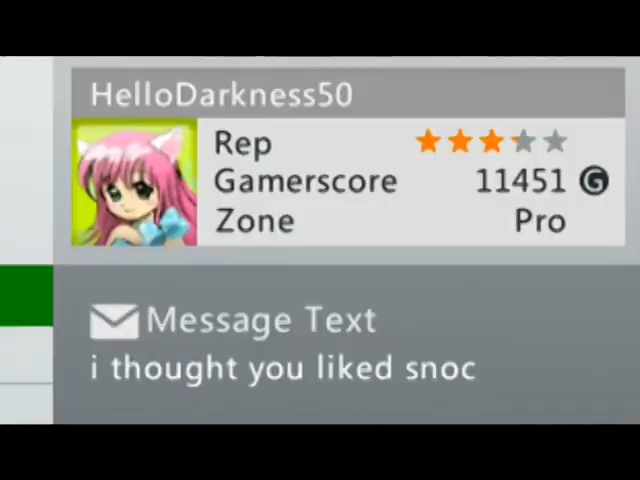 HelloDarkness50
Rep
Gamerscore 11451 G
Zone Pro
Message Text
i thought you liked snoc